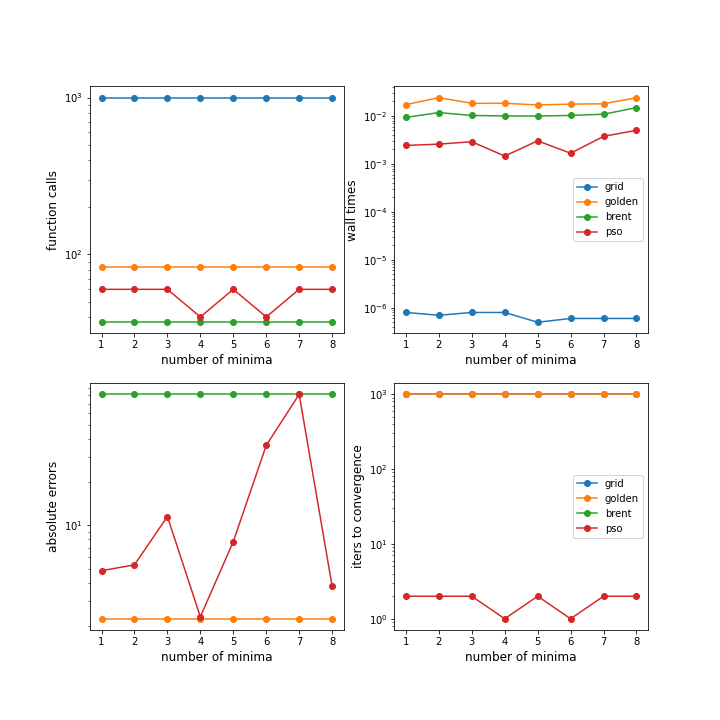 10³
10²
function calls
1 2 3 4 5 6 7 8
number of minima
10⁻²
10⁻³
10⁻⁴
10⁻⁵
10⁻⁶
wall times
grid
golden
brent
pso
1 2 3 4 5 6 7 8
number of minima
10¹
absolute errors
1 2 3 4 5 6 7 8
number of minima
10³
10²
10¹
10⁰
iters to convergence
grid
golden
brent
pso
1 2 3 4 5 6 7 8
number of minima